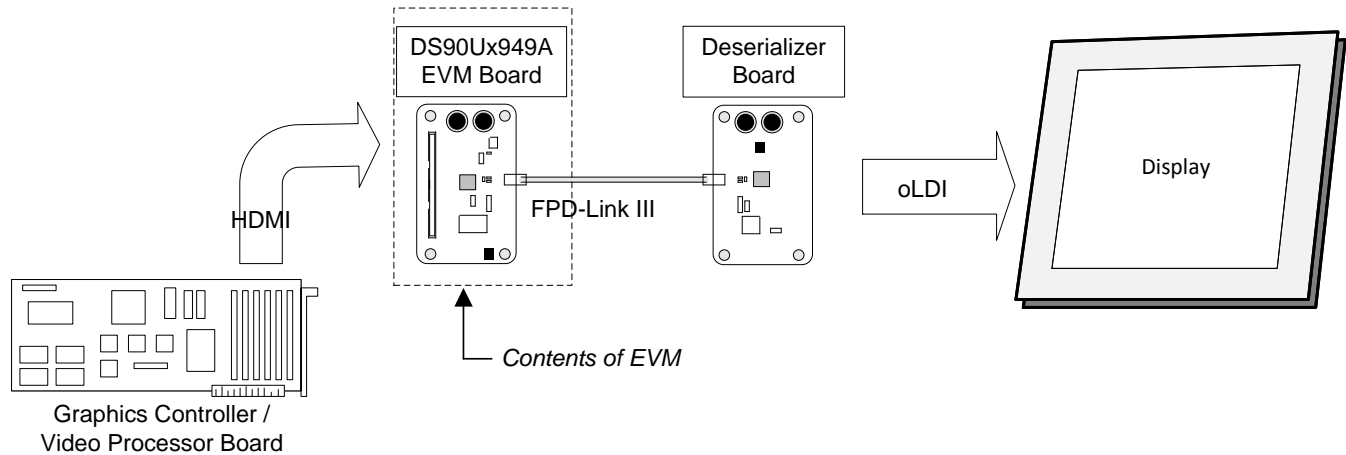 DS90Ux949A
EVM Board
Deserializer
Board
HDMI
FPD-Link III
oLDI
Display
Contents of EVM
Graphics Controller /
Video Processor Board